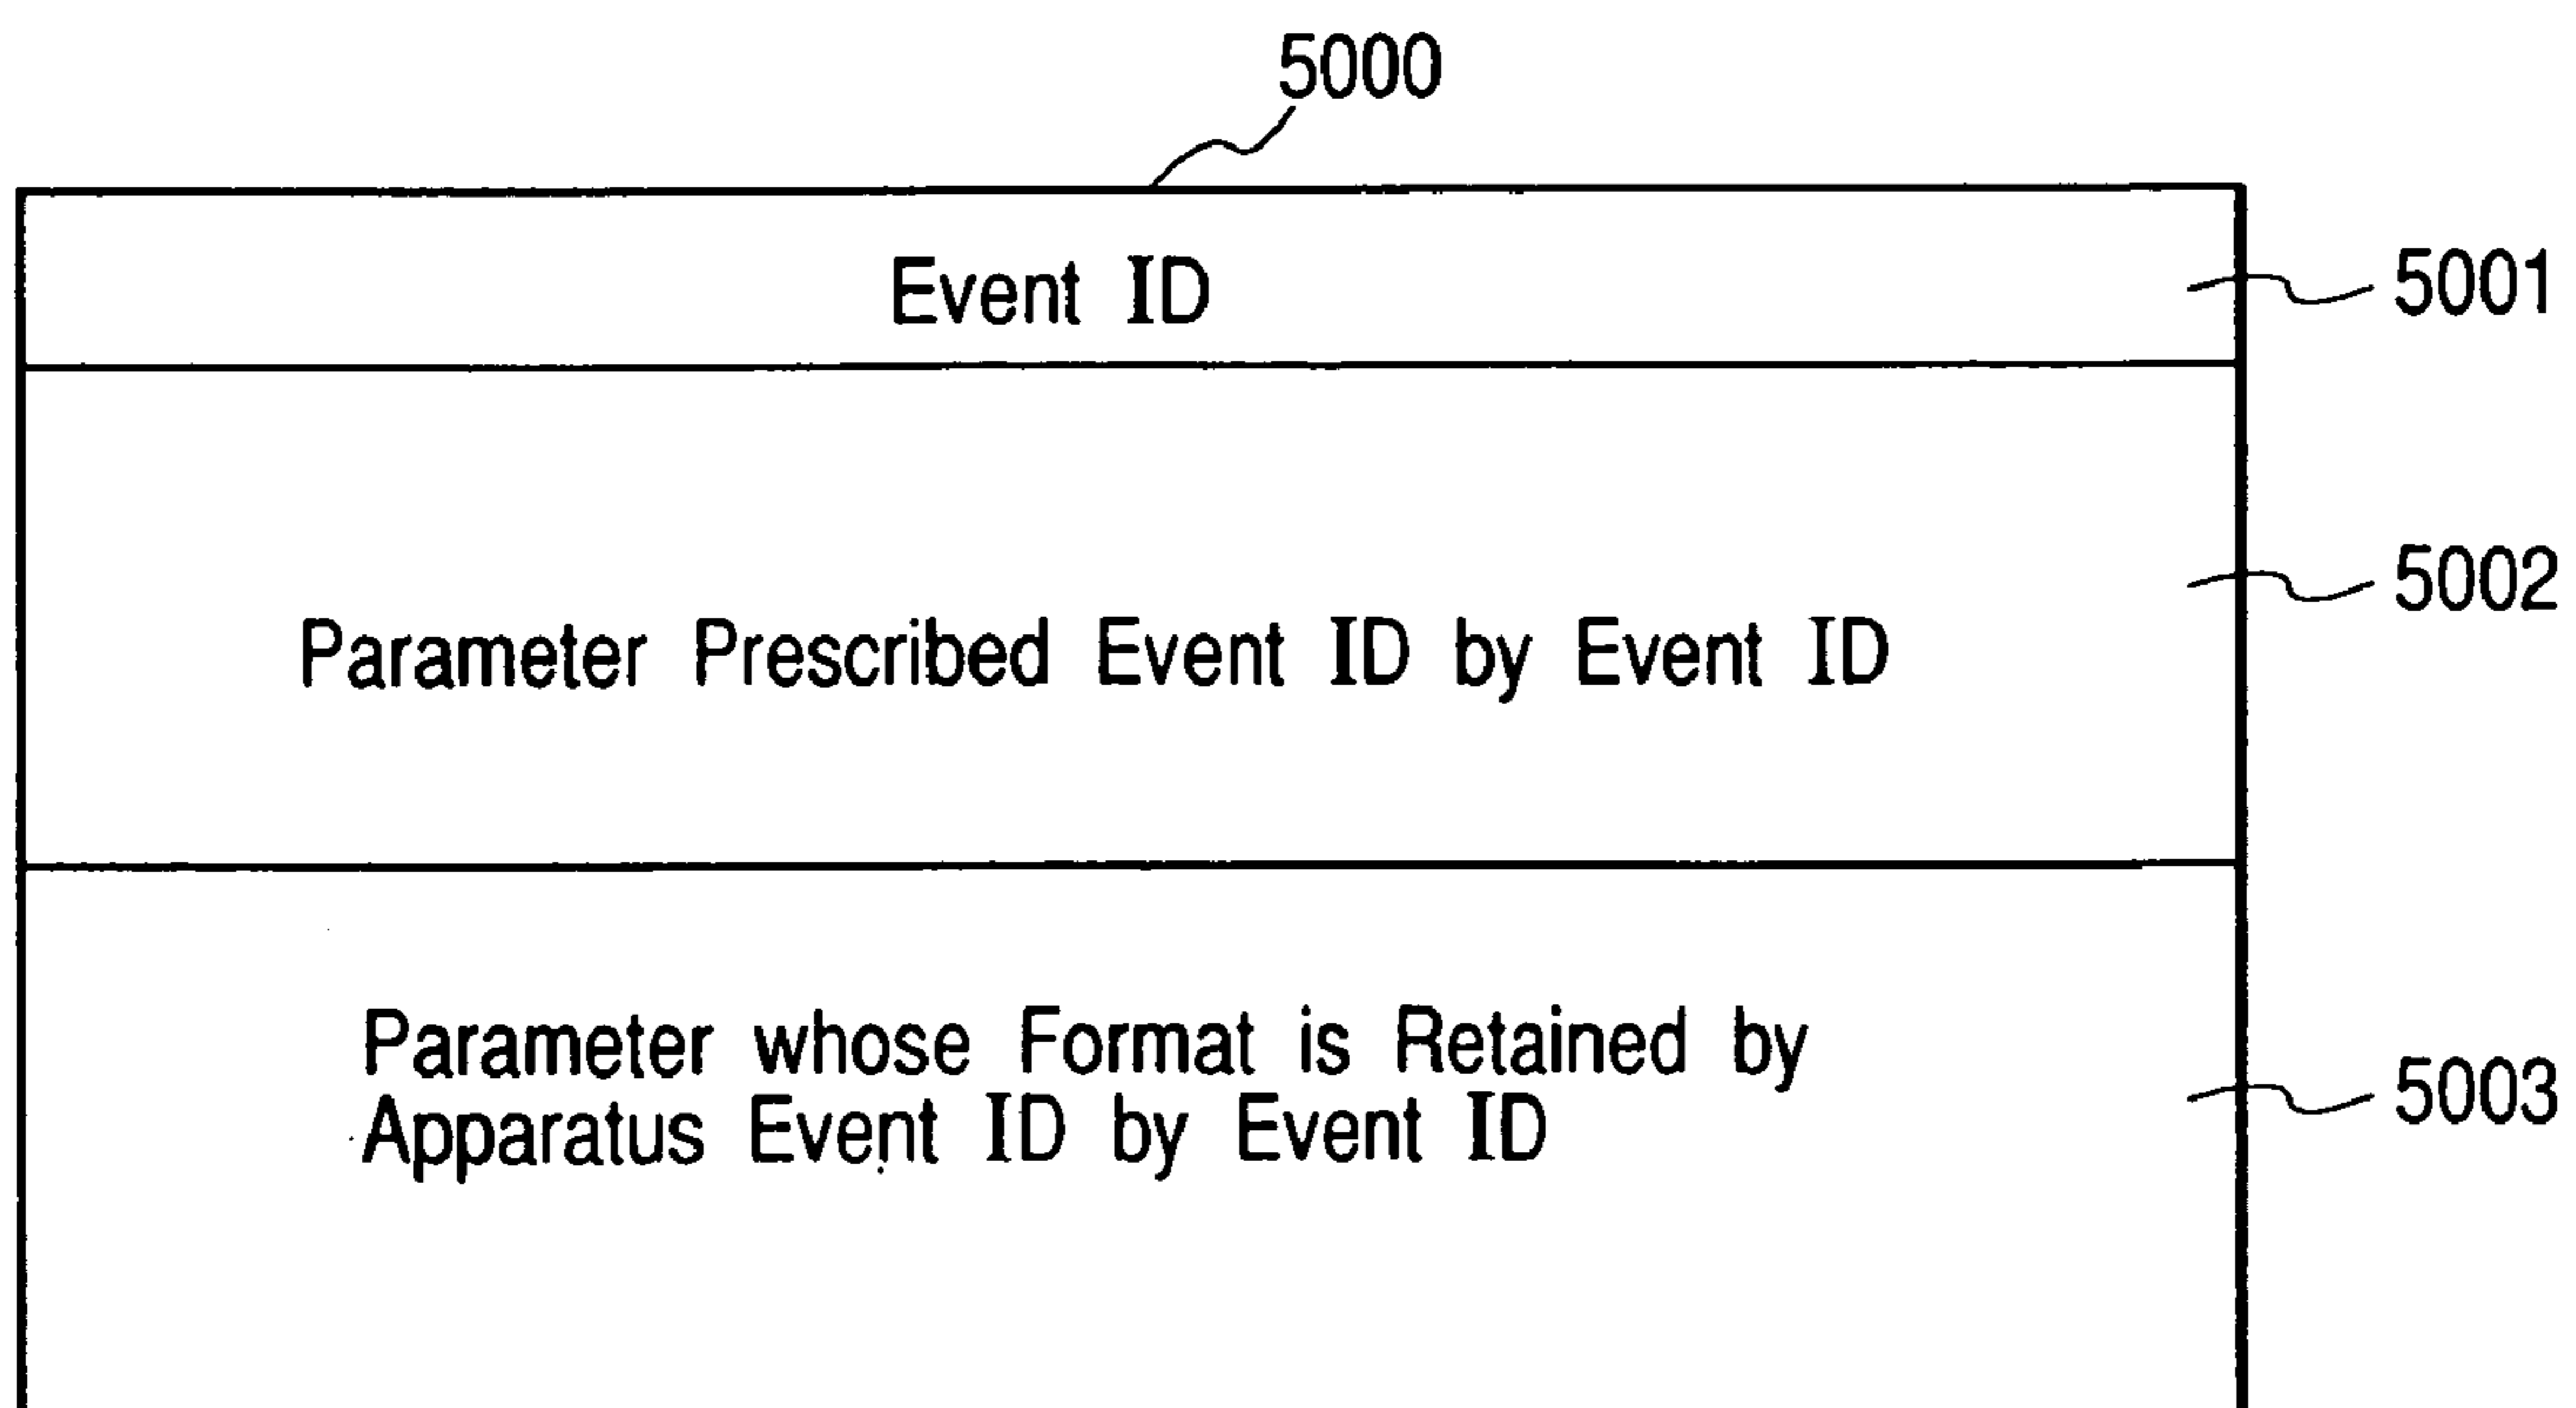 5000
Event ID
5001
5002
Parameter Prescribed Event ID by Event ID
Parameter whose Format is Retained by
Apparatus Event ID by Event ID
5003